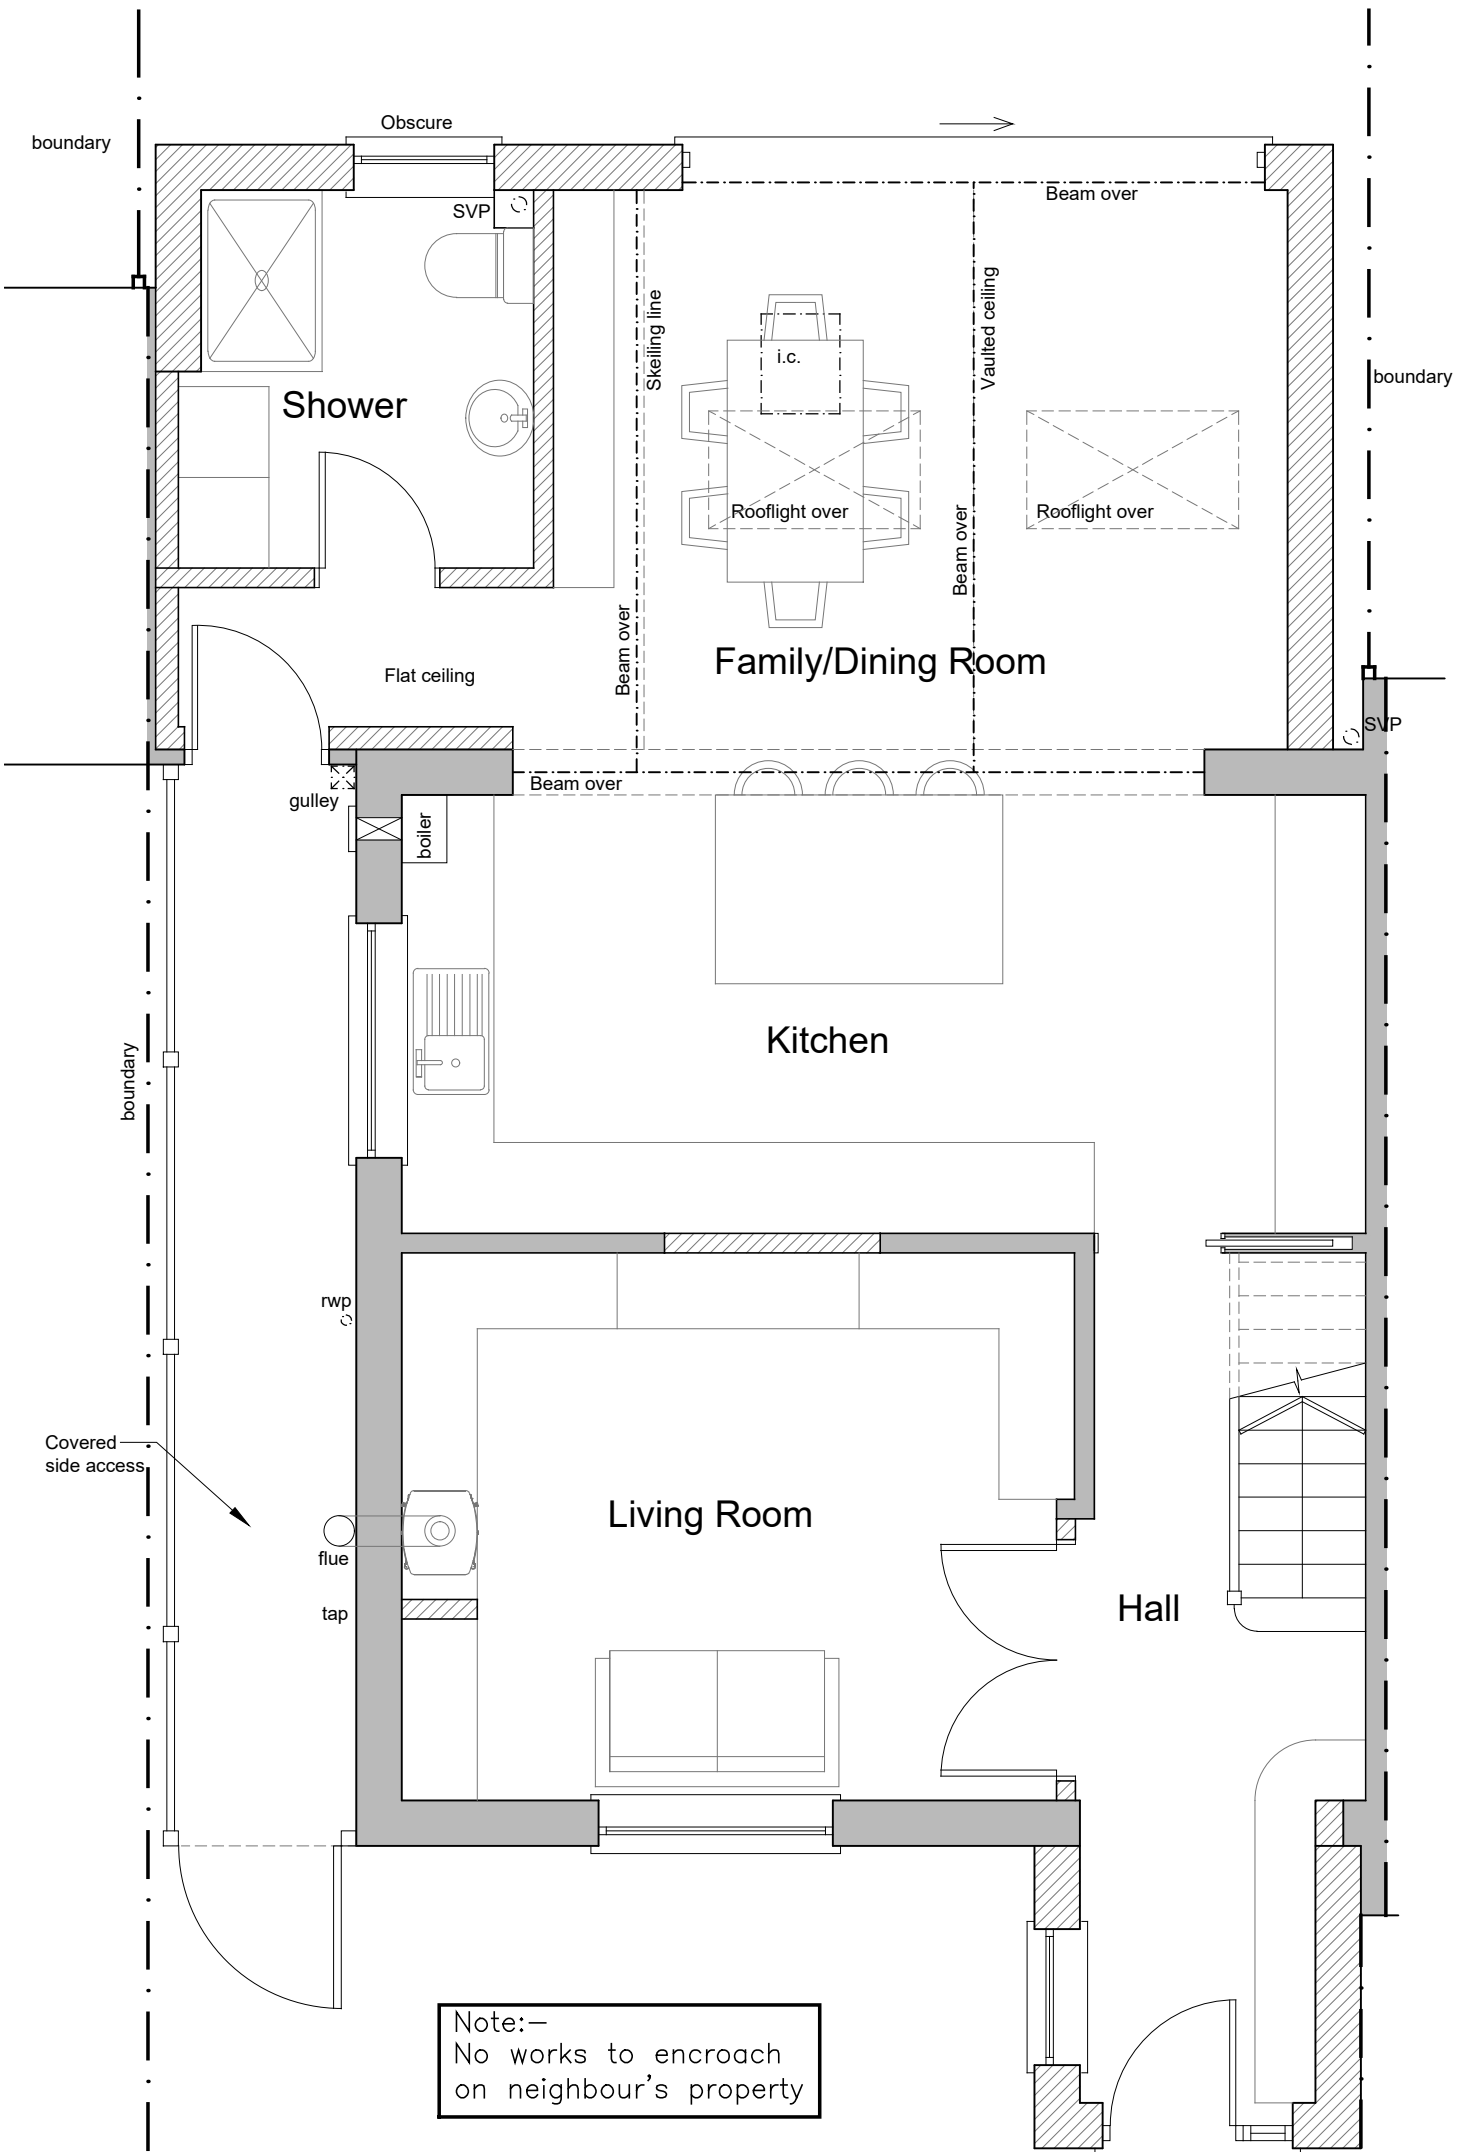 Obscure
boundary
SVP
Beam over
Skeiling line
Vaulted ceiling
i.c.
boundary
Shower
Rooflight over
Rooflight over
Beam over
Beam over
Family/Dining Room
Flat ceiling
SVP
Beam over
gulley
boiler
Kitchen
boundary
rwp
Covered
side access
Living Room
flue
tap
Hall
Note:–
No works to encroach
on neighbour's property